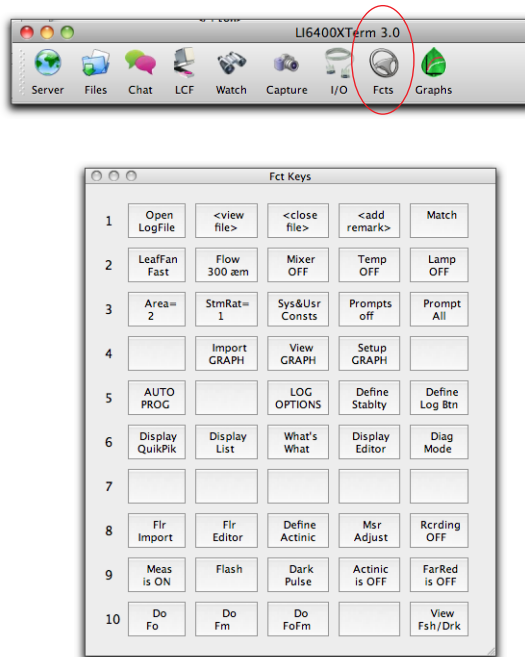 LI6400XTerm 3.0
Server Files Chat LCF Watch Capture I/O Fcts Graphs
Fct Keys
1 Open LogFile <view file> <close file> <add remark> Match
2 LeafFan Fast Flow 300 æm Mixer OFF Temp OFF Lamp OFF
3 Area= 2 StmRat= 1 Sys&Usr Consts Prompts off Prompt All
4 Import GRAPH View GRAPH Setup GRAPH
5 AUTO PROG LOG OPTIONS Define Stablty Define Log Btn
6 Display QuikPik Display List What's What Display Editor Diag Mode
7
8 Flr Import Flr Editor Define Actinic Msr Adjust Rcrding OFF
9 Meas is ON Flash Dark Pulse Actinic is OFF FarRed is OFF
10 Do Fo Do Fm Do FoFm View Fsh/Drk